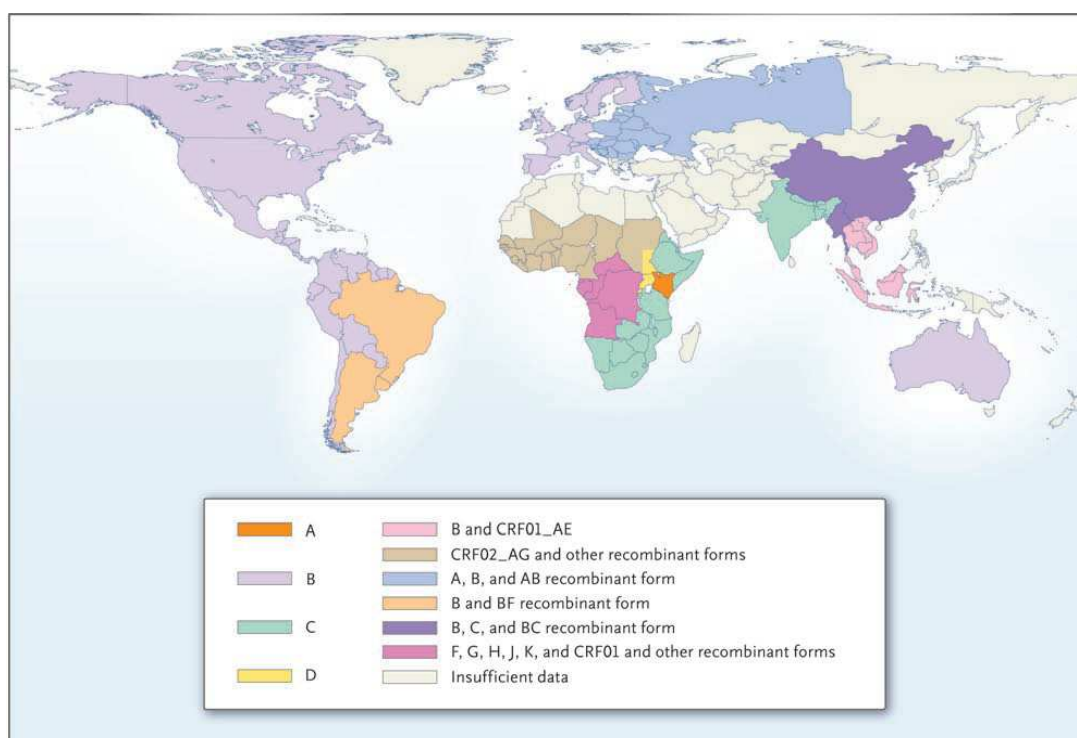 A
B
C
D
B and CRF01_AE
CRF02_AG and other recombinant forms
A, B, and AB recombinant form
B and BF recombinant form
B, C, and BC recombinant form
F, G, H, J, K, and CRF01 and other recombinant forms
Insufficient data